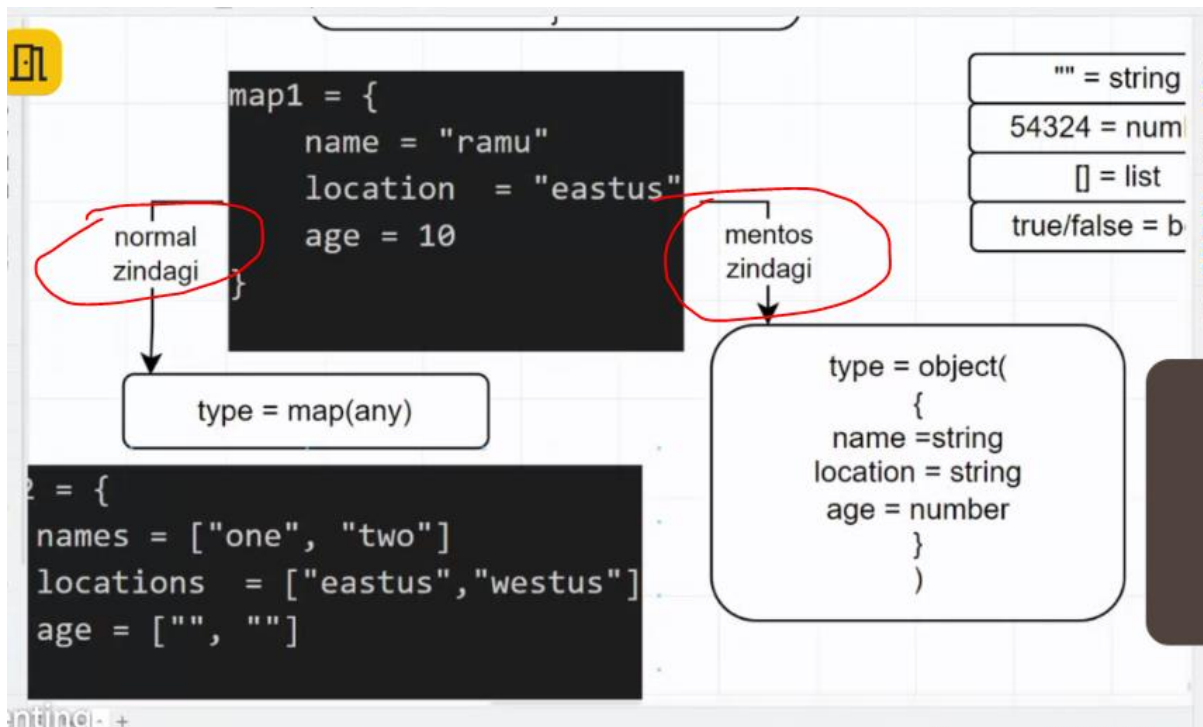 map1 = {
name = "ramu"
location = "eastus"
age = 10
}
normal
zindagi
mentos
zindagi
"" = string
54324 = num
[] = list
true/false = b
type = map(any)
type = object(
{
name =string
location = string
age = number
}
)
= {
names = ["one", "two"]
locations = ["eastus","westus"]
age = ["", ""]